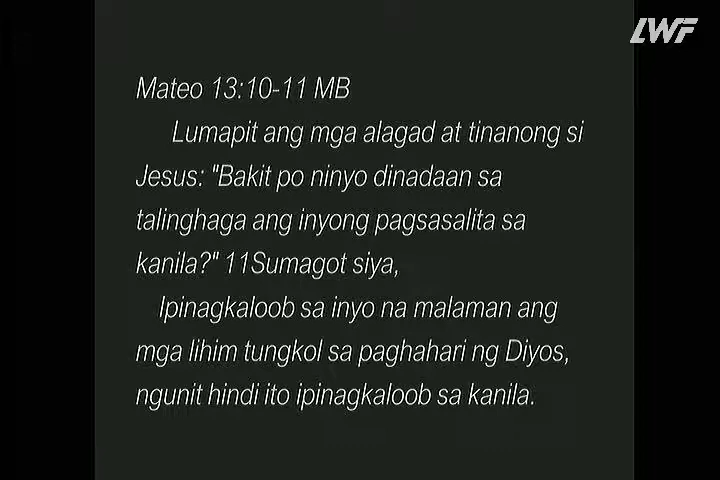 LWF
Mateo 13:10-11 MB
Lumapit ang mga alagad at tinanong si
Jesus: "Bakit po ninyo dinadaan sa
talinghaga ang inyong pagsasalita sa
kanila?" 11Sumagot siya,
Ipinagkaloob sa inyo na malaman ang
mga lihim tungkol sa paghahari ng Diyos,
ngunit hindi ito ipinagkaloob sa kanila.